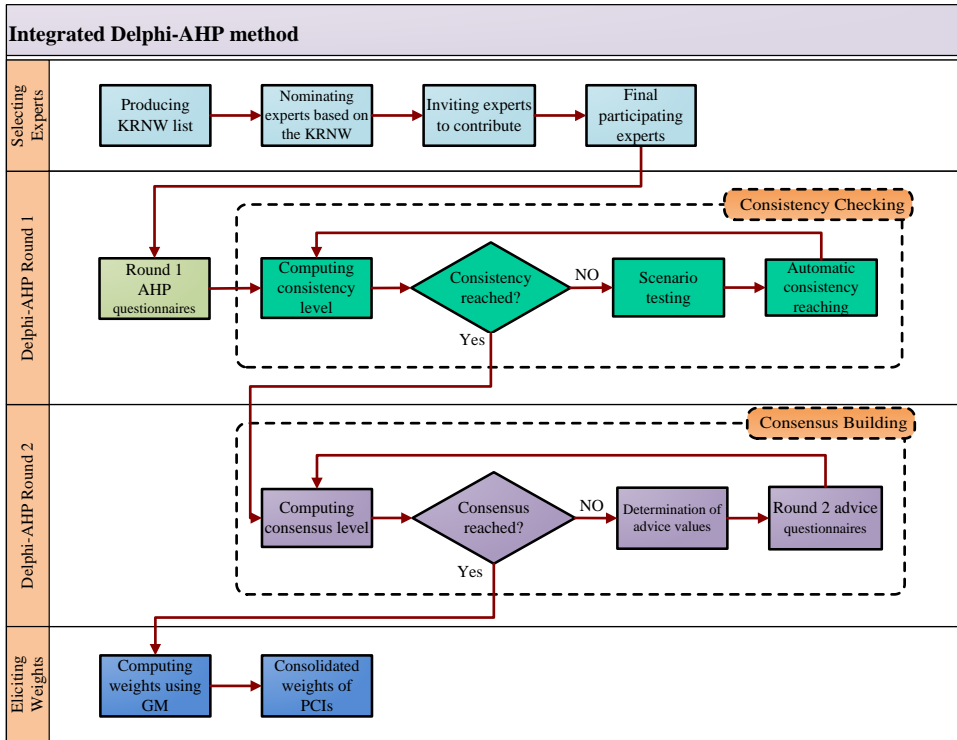 Integrated Delphi-AHP method
Selecting
Experts
Producing
KRNW list
Nominating
experts based on
the KRNW
Inviting experts
to contribute
Final
participating
experts
Delphi-AHP Round 1
Consistency Checking
Round 1
AHP
questionnaires
Computing
consistency
level
Consistency
reached?
NO
Yes
Scenario
testing
Automatic
consistency
reaching
Delphi-AHP Round 2
Consensus Building
Computing
consensus level
Consensus
reached?
NO
Yes
Determination of
advice values
Round 2 advice
questionnaires
Eliciting
Weights
Computing
weights using
GM
Consolidated
weights of
PCIs